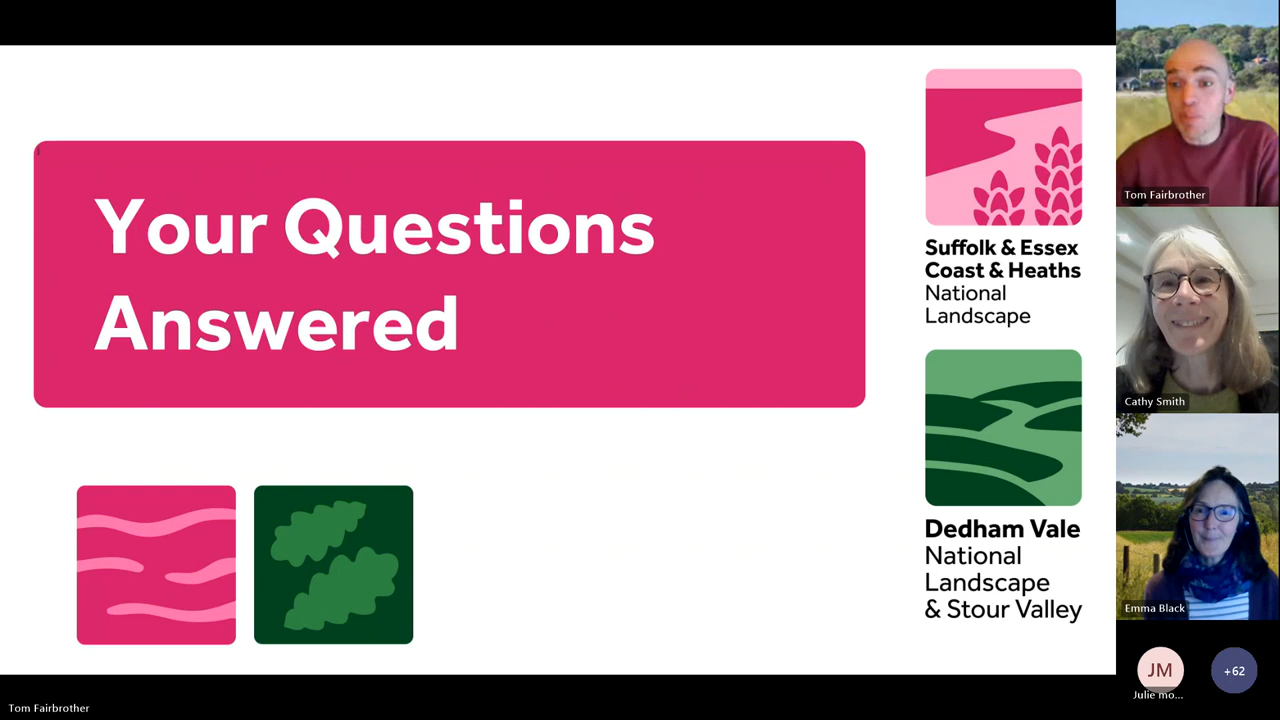 Your Questions
Answered
Suffolk & Essex
Coast & Heaths
National
Landscape
Dedham Vale
National
Landscape
& Stour Valley
Tom Fairbrother
Cathy Smith
Emma Black
JM
+62
Julie mo...
Tom Fairbrother